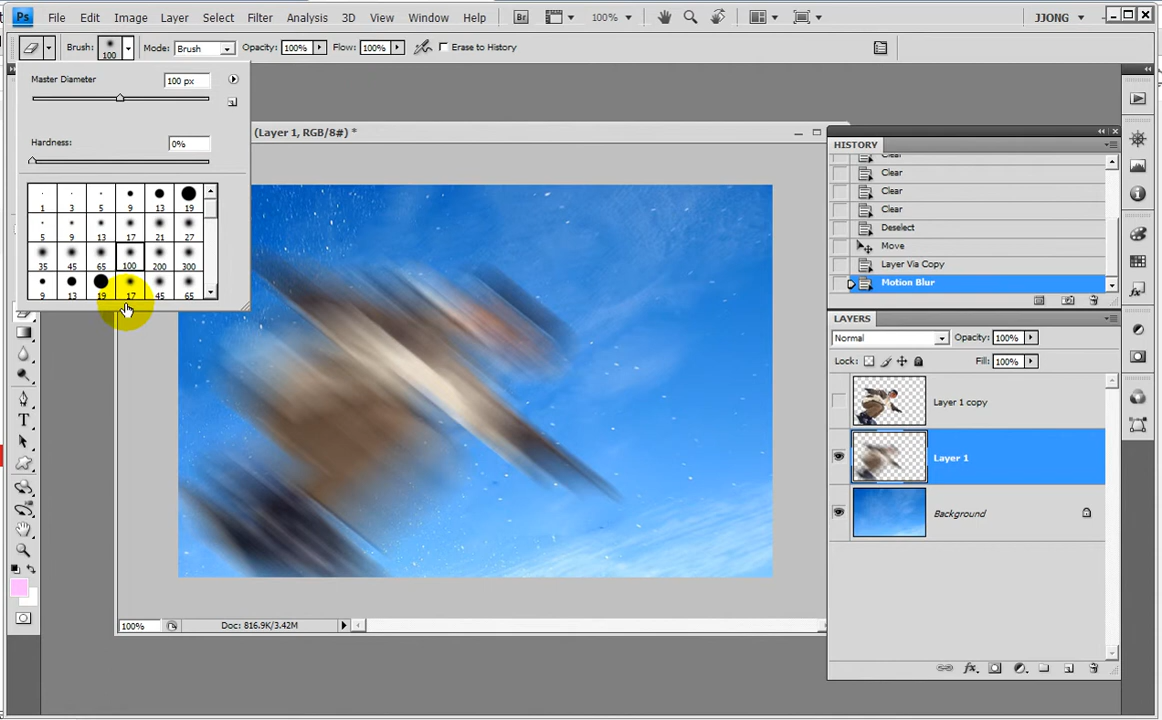 Ps File Edit Image Layer Select Filter Analysis 3D View Window Help Br 100% JJONG
Brush: 100 Mode: Brush Opacity: 100% Flow: 100% Erase to History
Master Diameter 100 px
Hardness: 0%
1 3 5 9 13 19
5 9 13 17 21 27
35 45 65 100 200 300
9 13 19 17 45 65
(Layer 1, RGB/8#) *
100% Doc: 816.9K/3.42M
HISTORY
Clear
Clear
Clear
Clear
Deselect
Move
Layer Via Copy
Motion Blur
LAYERS
Normal Opacity: 100%
Lock: Fill: 100%
Layer 1 copy
Layer 1
Background